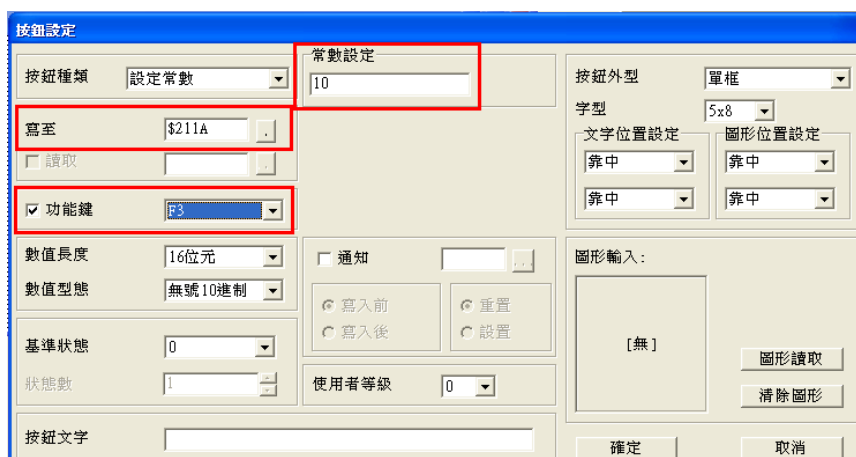 按鈕設定
按鈕種類 設定常數
常數設定
10
寫至 $211A .
讀取 .
功能鍵 F3
數值長度 16位元
數值型態 無號10進制
基準狀態 0
狀態數 1
按鈕文字
通知 ...
寫入前 重置
寫入後 設置
使用者等級 0
按鈕外型 單框
字型 5x8
文字位置設定 圖形位置設定
靠中 靠中
靠中 靠中
圖形輸入:
[無]
圖形讀取
清除圖形
確定 取消